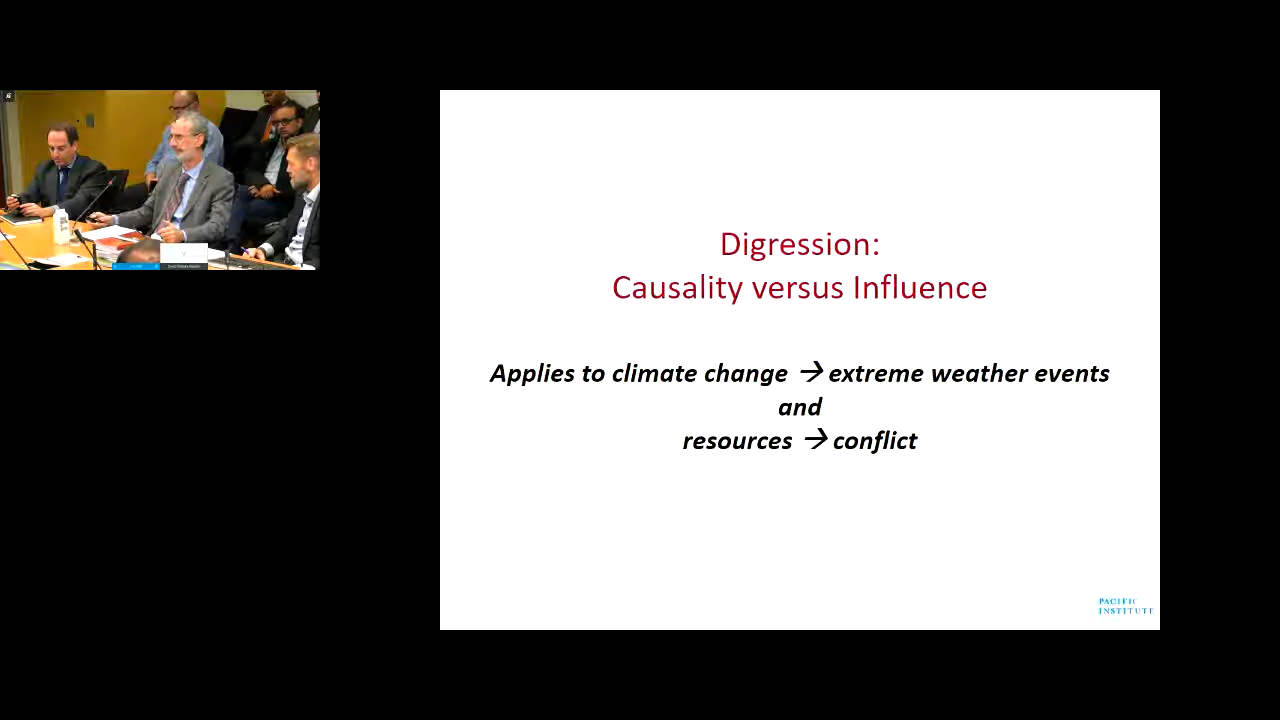 Digression:
Causality versus Influence
Applies to climate change → extreme weather events
and
resources → conflict
PACIFIC
INSTITUTE